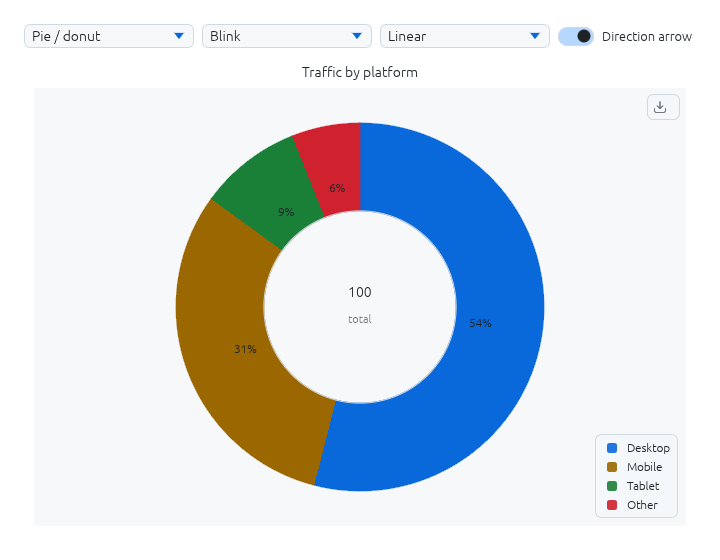 Pie / donut Blink Linear Direction arrow
Traffic by platform
6%
9%
100
total
54%
31%
Desktop
Mobile
Tablet
Other